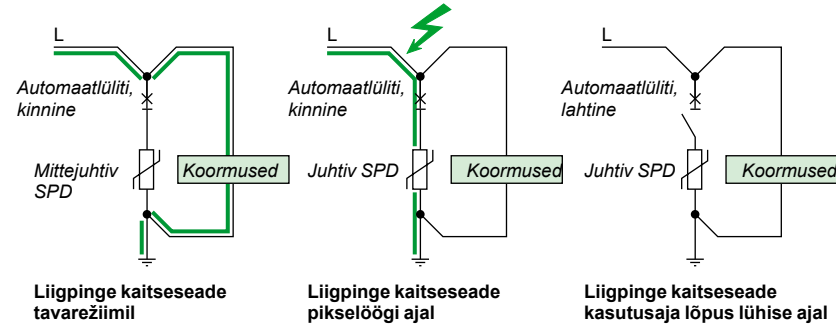 L
Automaatlüliti,
kinnine
Mittejuhtiv
SPD
Koormused
Liigpinge kaitseseade
tavarežiimil
L
Automaatlüliti,
kinnine
Juhtiv SPD
Koormused
Liigpinge kaitseseade
pikselöögi ajal
L
Automaatlüliti,
lahtine
Juhtiv SPD
Koormused
Liigpinge kaitseseade
kasutusaja lõpus lühise ajal